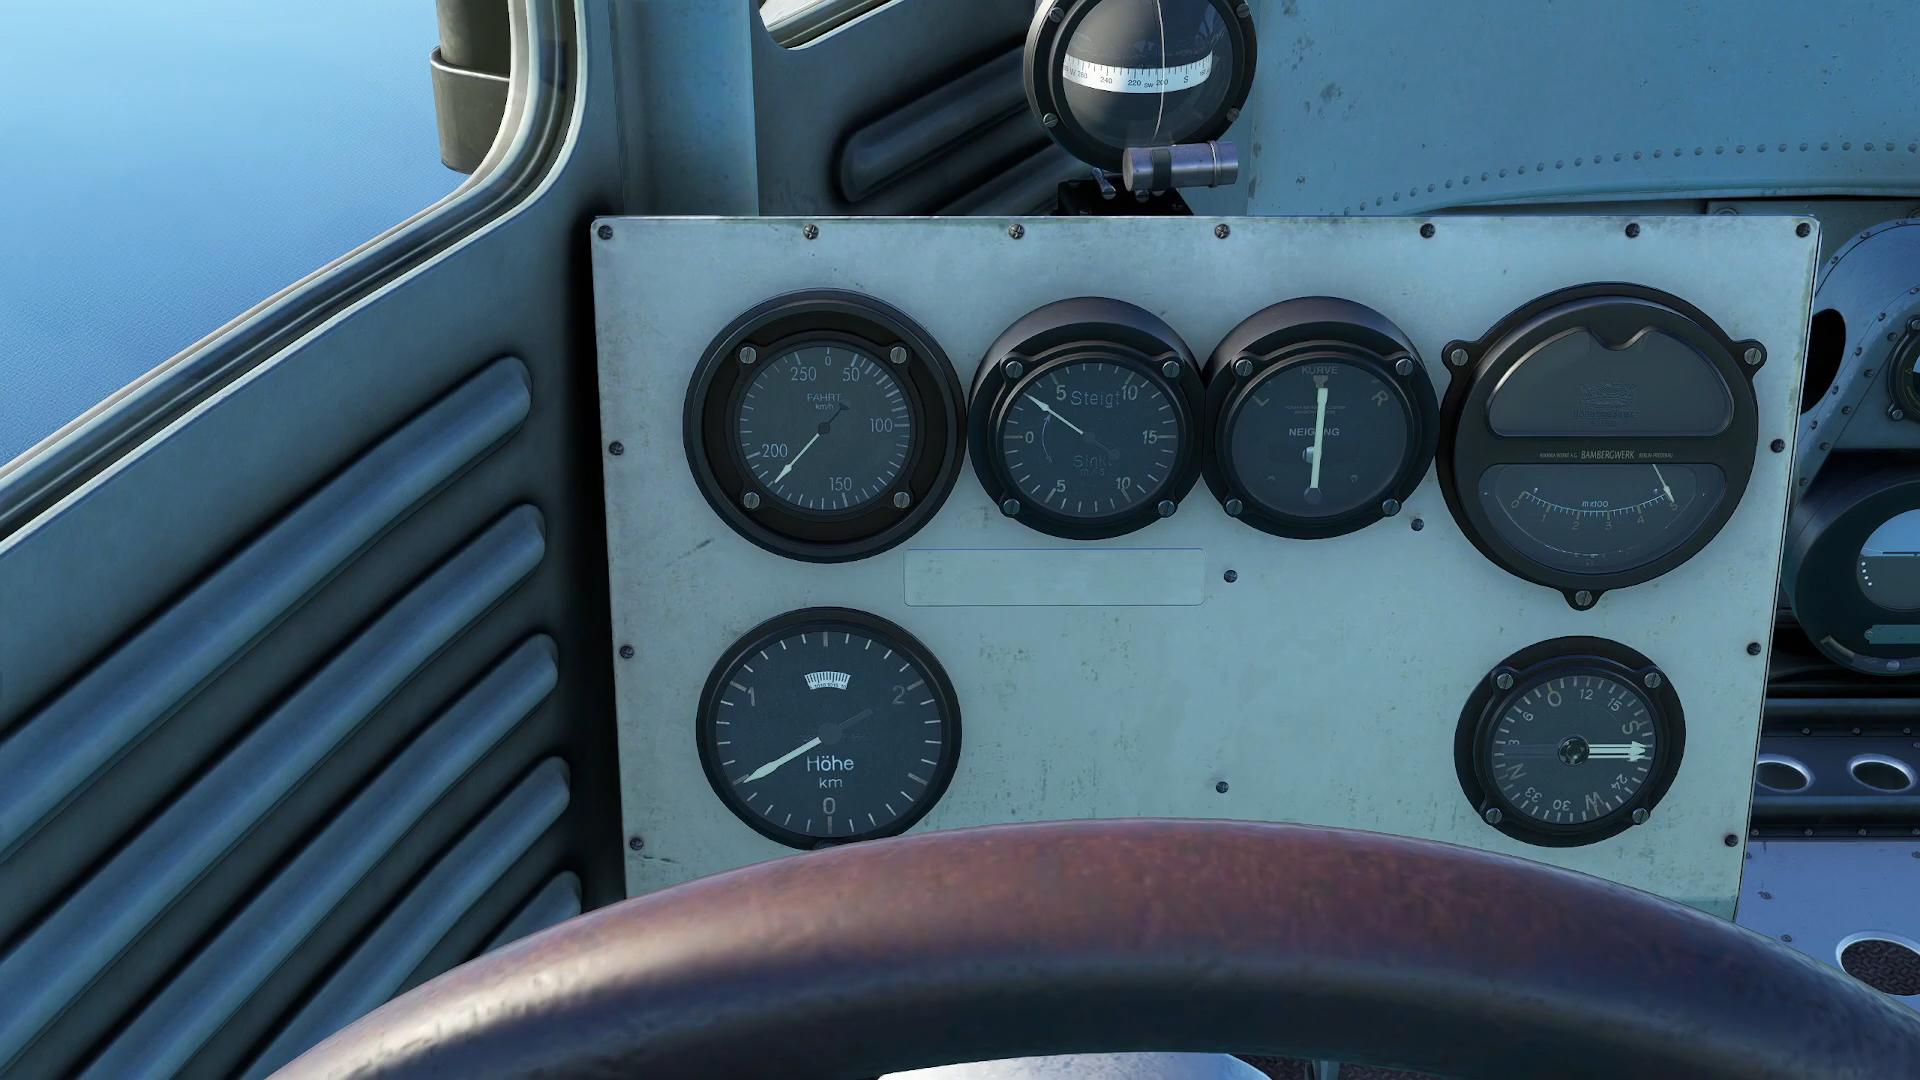 W 260 240 220 SW 200 S
0
250 50
FAHRT
km/h
100
200
150
5 Steigt 10
0 15
Sinkt
m/s
5 10
KURVE
L R
NEIGUNG
BAMBERGWERK
m x100
0 1 2 3 4 5
1 2
Höhe
km
0
3 6 O 12 15 S 24 W 30 33 N